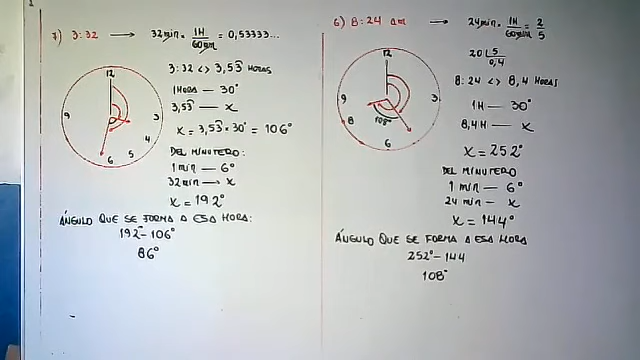 7) 3:32 → 32min. 1H/60min = 0,53333...
3:32 <> 3,53 HORAS
1HORA — 30°
3,53 — x
x = 3,53 × 30° = 106°
DEL MINUTERO:
1 min — 6°
32min — x
x = 192°
12
9
3
4
5
6
ÁNGULO QUE SE FORMA A ESA HORA:
192° - 106°
86°
6) 8:24 am → 24min. 1H/60min = 2/5
20 5
0,4
8:24 <> 8,4 HORAS
1H — 30°
8,4H — x
x = 252°
DEL MINUTERO
1 min — 6°
24 min — x
x = 144°
12
9
3
8
108°
6
ÁNGULO QUE SE FORMA A ESA HORA
252° - 144
108°